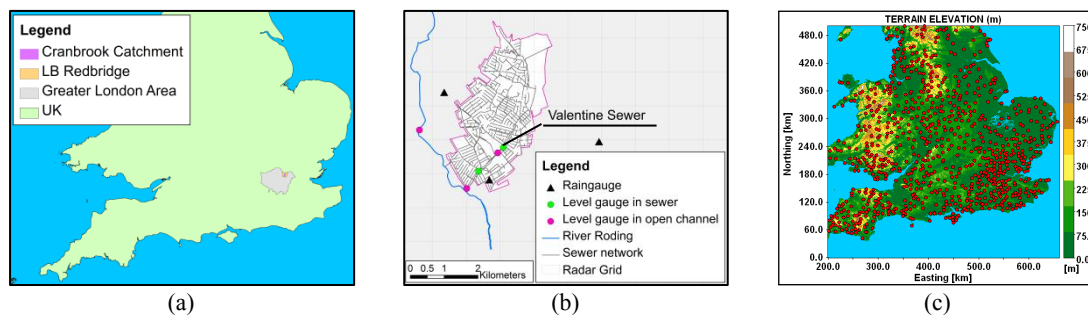 Legend
Cranbrook Catchment
LB Redbridge
Greater London Area
UK
(a)
Valentine Sewer
Legend
Raingauge
Level gauge in sewer
Level gauge in open channel
River Roding
Sewer network
Radar Grid
0 0.5 1 2
Kilometers
(b)
TERRAIN ELEVATION (m)
480.0
420.0
360.0
300.0
240.0
180.0
120.0
60.0
0.0
Northing [km]
200.0 300.0 400.0 500.0 600.0
Easting [km]
750
675
600
525
450
375
300
225
150
75.
0.0
[m]
(c)